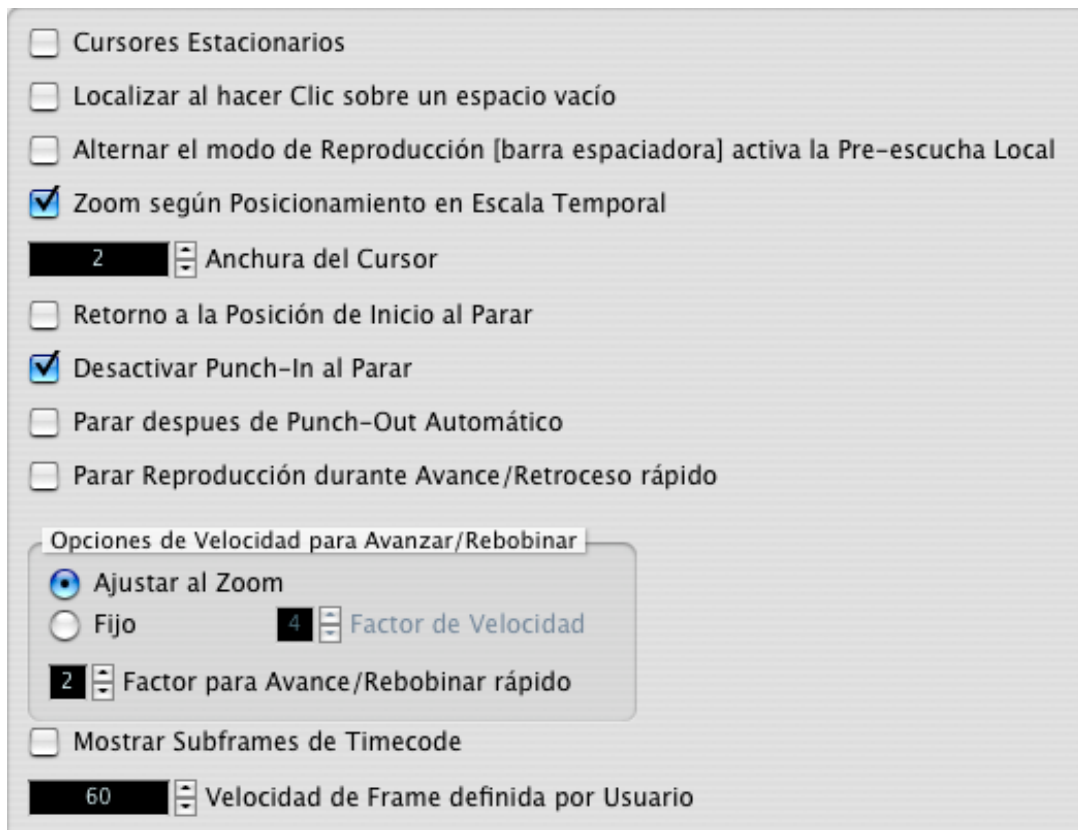 Cursores Estacionarios
Localizar al hacer Clic sobre un espacio vacío
Alternar el modo de Reproducción [barra espaciadora] activa la Pre-escucha Local
Zoom según Posicionamiento en Escala Temporal
2 Anchura del Cursor
Retorno a la Posición de Inicio al Parar
Desactivar Punch-In al Parar
Parar despues de Punch-Out Automático
Parar Reproducción durante Avance/Retroceso rápido
Opciones de Velocidad para Avanzar/Rebobinar
Ajustar al Zoom
Fijo 4 Factor de Velocidad
2 Factor para Avance/Rebobinar rápido
Mostrar Subframes de Timecode
60 Velocidad de Frame definida por Usuario